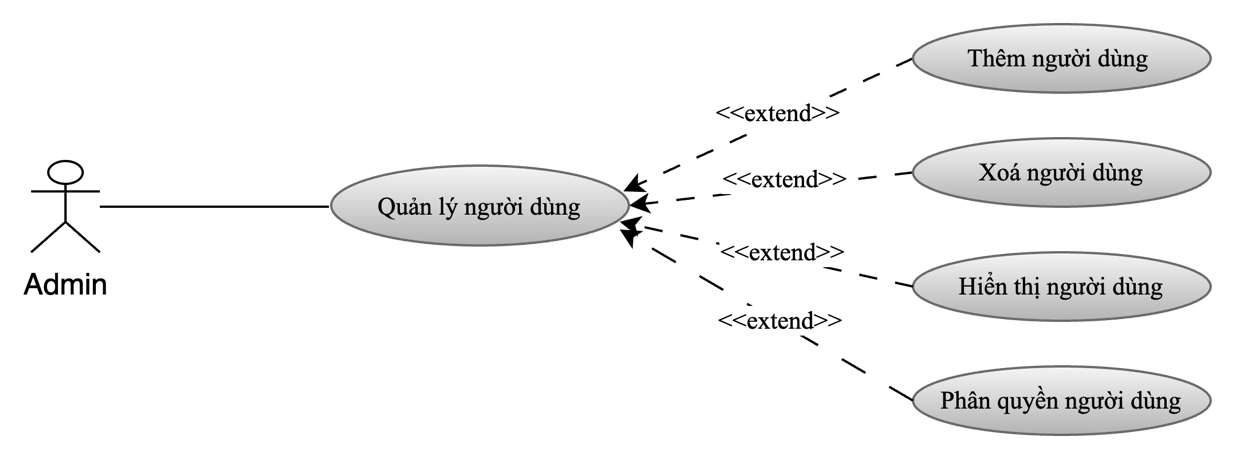 Thêm người dùng
<<extend>>
Xoá người dùng
<<extend>>
Quản lý người dùng
<<extend>>
Admin
Hiển thị người dùng
<<extend>>
Phân quyền người dùng